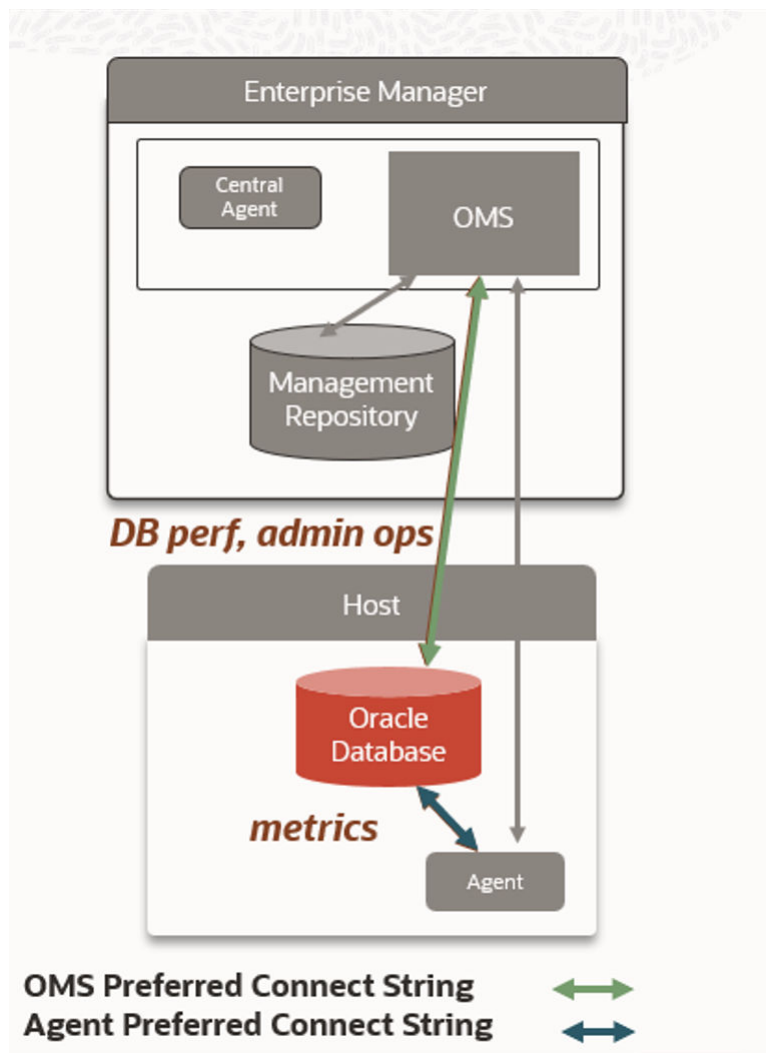 Enterprise Manager
Central
Agent
OMS
Management
Repository
DB perf, admin ops
Host
Oracle
Database
metrics
Agent
OMS Preferred Connect String
Agent Preferred Connect String